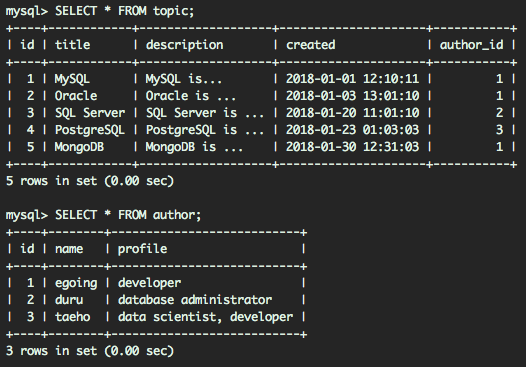 mysql> SELECT * FROM topic;
+----+------------+-------------------+---------------------+-----------+
| id | title      | description       | created             | author_id |
+----+------------+-------------------+---------------------+-----------+
|  1 | MySQL      | MySQL is...       | 2018-01-01 12:10:11 |         1 |
|  2 | Oracle     | Oracle is ...     | 2018-01-03 13:01:10 |         1 |
|  3 | SQL Server | SQL Server is ... | 2018-01-20 11:01:10 |         2 |
|  4 | PostgreSQL | PostgreSQL is ... | 2018-01-23 01:03:03 |         3 |
|  5 | MongoDB    | MongoDB is ...    | 2018-01-30 12:31:03 |         1 |
+----+------------+-------------------+---------------------+-----------+
5 rows in set (0.00 sec)
mysql> SELECT * FROM author;
+----+--------+---------------------------+
| id | name   | profile                   |
+----+--------+---------------------------+
|  1 | egoing | developer                 |
|  2 | duru   | database administrator    |
|  3 | taeho  | data scientist, developer |
+----+--------+---------------------------+
3 rows in set (0.00 sec)